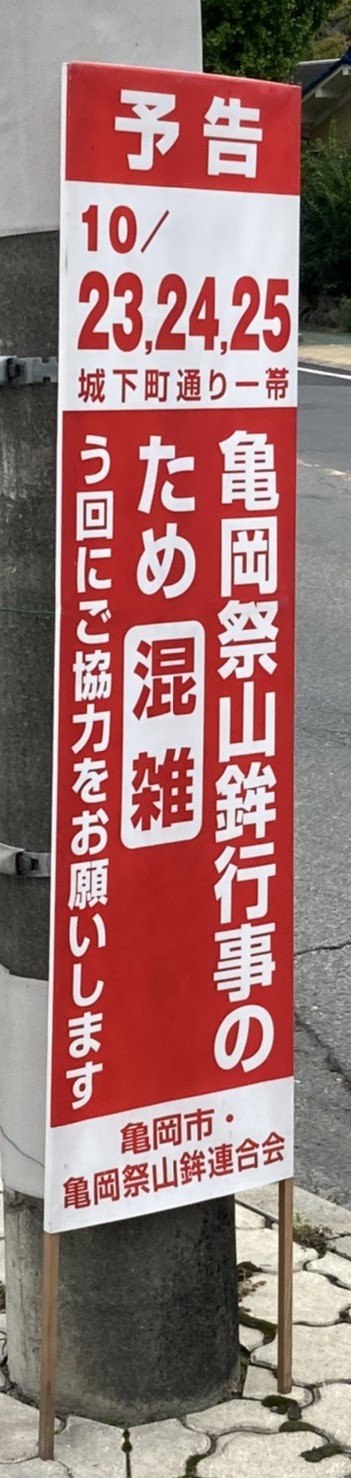 予告
10/
23,24,25
城下町通り一帯
亀岡祭山鉾行事の
ため混雑
う回にご協力をお願いします
亀岡市・
亀岡祭山鉾連合会